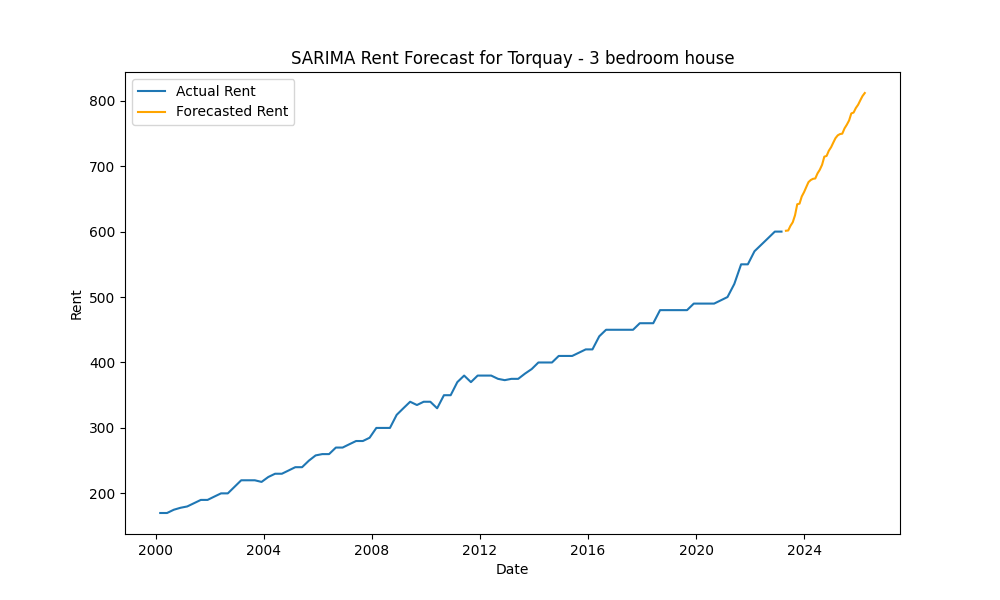 SARIMA Rent Forecast for Torquay - 3 bedroom house
Actual Rent
Forecasted Rent
800
700
600
500
400
300
200
Rent
2000 2004 2008 2012 2016 2020 2024
Date